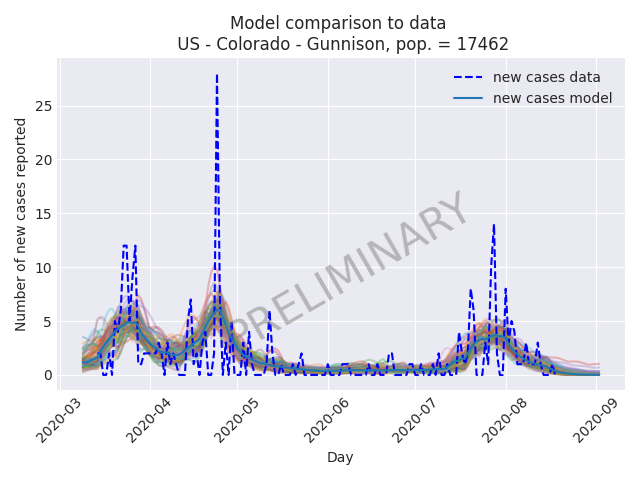 Model comparison to data
US - Colorado - Gunnison, pop. = 17462
new cases data
new cases model
Number of new cases reported
25
20
15
10
5
0
PRELIMINARY
2020-03
2020-04
2020-05
2020-06
2020-07
2020-08
2020-09
Day